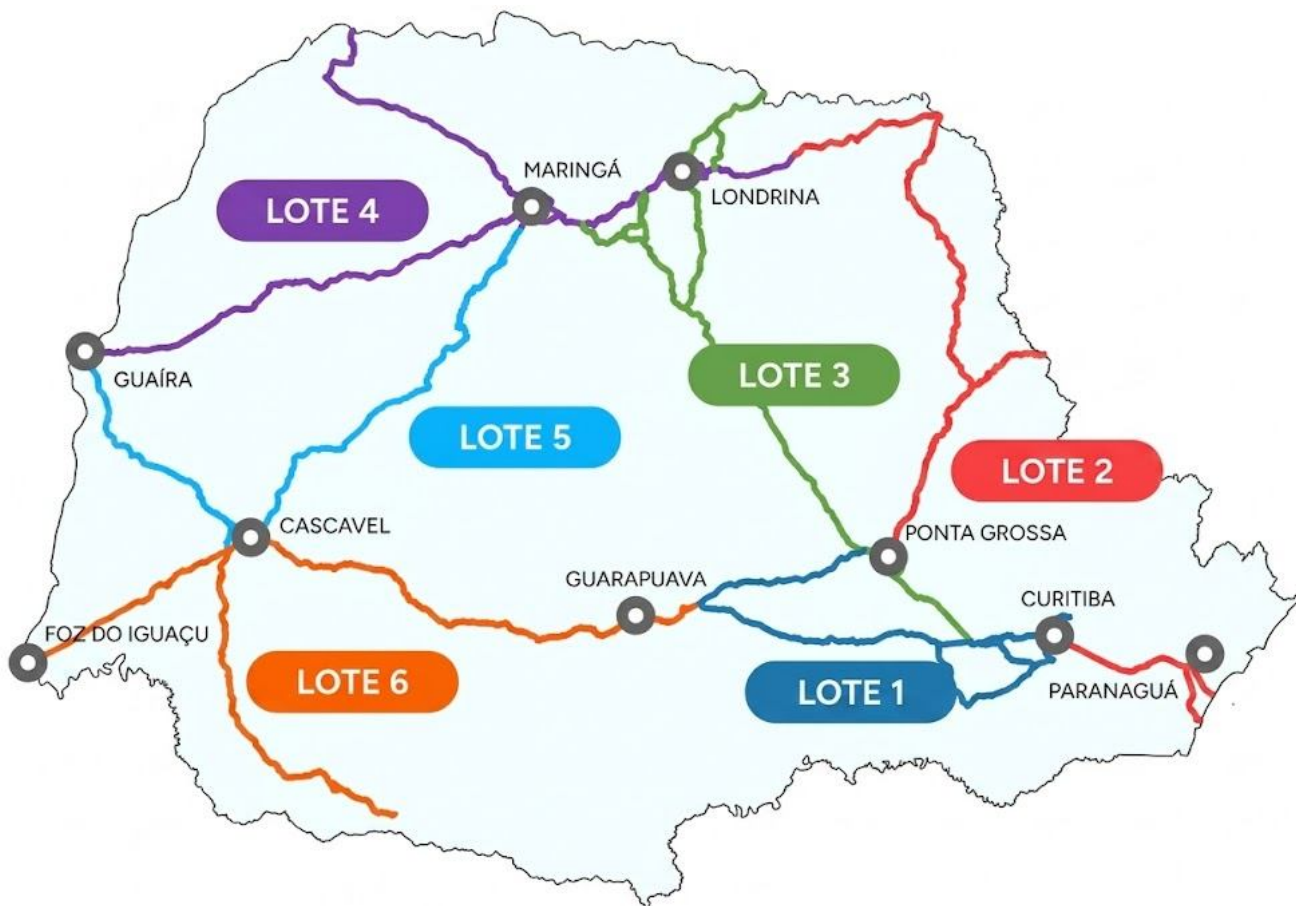 MARINGÁ
LONDRINA
LOTE 4
GUAÍRA
LOTE 3
LOTE 5
LOTE 2
CASCAVEL
PONTA GROSSA
GUARAPUAVA
CURITIBA
FOZ DO IGUAÇU
LOTE 6
LOTE 1
PARANAGUÁ